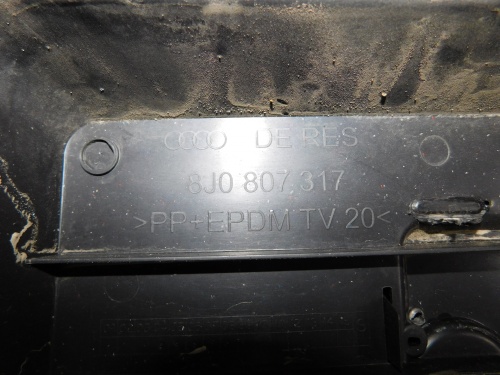 DE RES
8J0 807 317
>PP+EPDM TV 20<